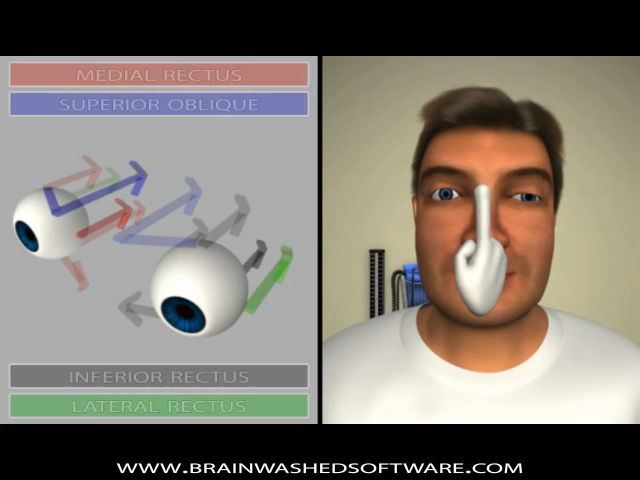 MEDIAL RECTUS
SUPERIOR OBLIQUE
INFERIOR RECTUS
LATERAL RECTUS
WWW.BRAINWASHEDSOFTWARE.COM